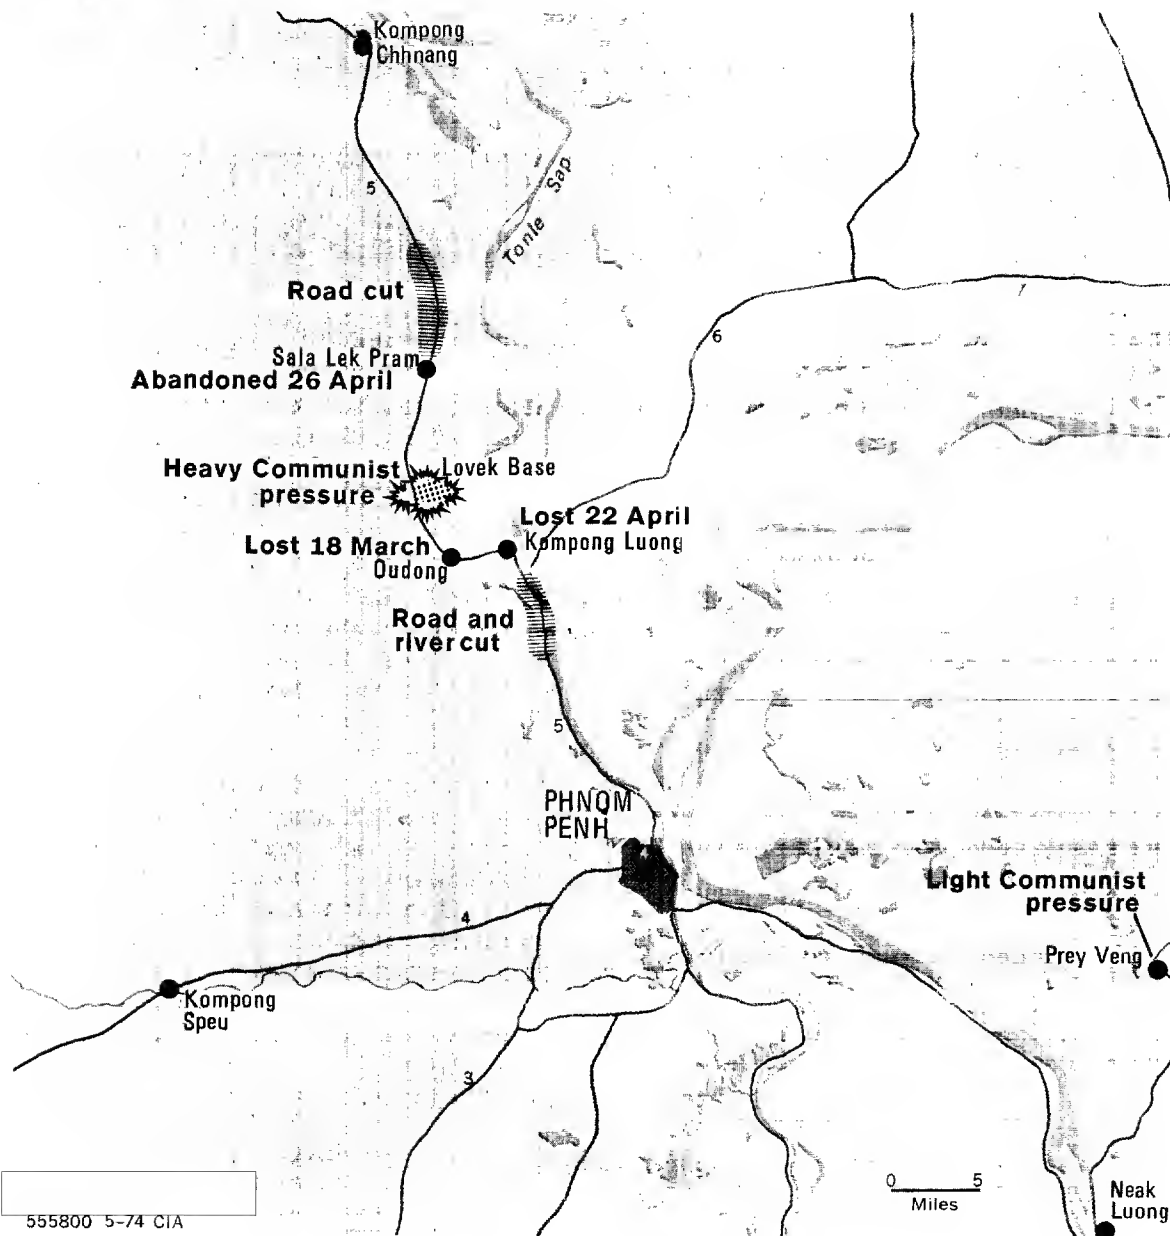 Kompong
Chhnang
5
Tonle Sap
Road cut
7
6
Sala Lek Pram
Abandoned 26 April
Heavy Communist
pressure
Lovek Base
Lost 22 April
Kompong Luong
Lost 18 March
Oudong
Road and
river cut
5
PHNOM
PENH
Light Communist
pressure
4
Prey Veng
Kompong
Speu
3
0 5
Miles
Neak
Luong
555800 5-74 CIA